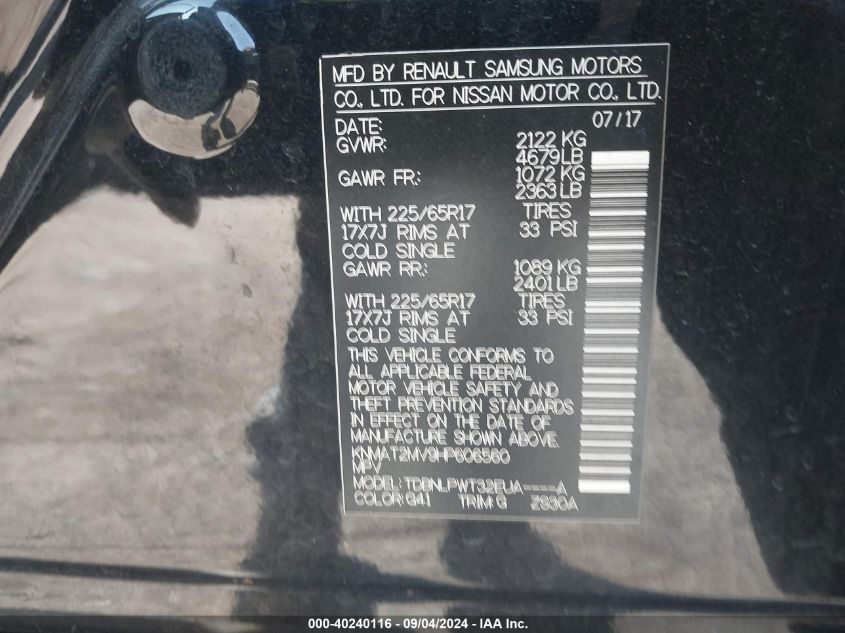 MFD BY RENAULT SAMSUNG MOTORS
CO., LTD. FOR NISSAN MOTOR CO., LTD.
DATE: 07/17
GVWR: 2122 KG
4679LB
GAWR FR: 1072 KG
2363 LB
WITH 225/65R17 TIRES
17X7J RIMS AT 33 PSI
COLD SINGLE
GAWR RR: 1089 KG
2401 LB
WITH 225/65R17 TIRES
17X7J RIMS AT 33 PSI
COLD SINGLE
THIS VEHICLE CONFORMS TO
ALL APPLICABLE FEDERAL
MOTOR VEHICLE SAFETY AND
THEFT PREVENTION STANDARDS
IN EFFECT ON THE DATE OF
MANUFACTURE SHOWN ABOVE.
KNMAT2MV9HP606560
MPV
MODEL: TDBNLPWT32EUA----A
COLOR: G41 TRIM: G Z930A
000-40240116 - 09/04/2024 - IAA Inc.